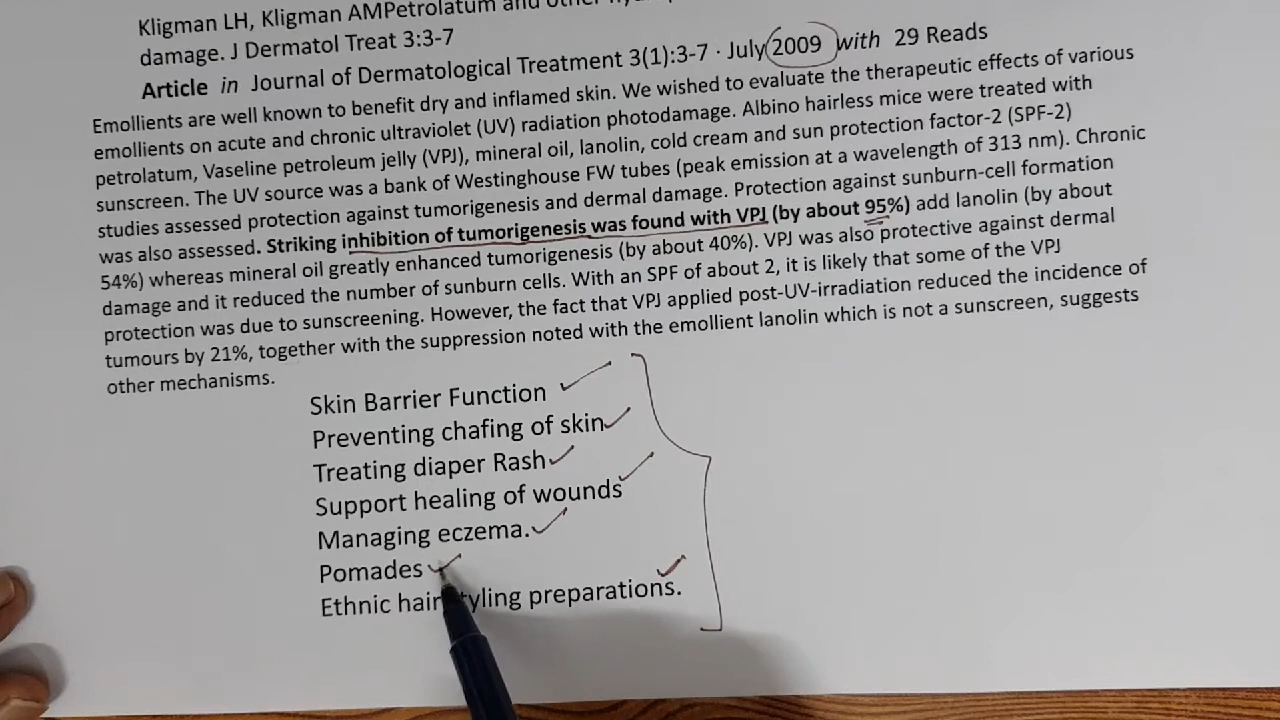 Kligman LH, Kligman AMPetrolatum and other
damage. J Dermatol Treat 3:3-7
Article in Journal of Dermatological Treatment 3(1):3-7 · July 2009 with 29 Reads
Emollients are well known to benefit dry and inflamed skin. We wished to evaluate the therapeutic effects of various
emollients on acute and chronic ultraviolet (UV) radiation photodamage. Albino hairless mice were treated with
petrolatum, Vaseline petroleum jelly (VPJ), mineral oil, lanolin, cold cream and sun protection factor-2 (SPF-2)
sunscreen. The UV source was a bank of Westinghouse FW tubes (peak emission at a wavelength of 313 nm). Chronic
studies assessed protection against tumorigenesis and dermal damage. Protection against sunburn-cell formation
was also assessed. Striking inhibition of tumorigenesis was found with VPJ (by about 95%) add lanolin (by about
54%) whereas mineral oil greatly enhanced tumorigenesis (by about 40%). VPJ was also protective against dermal
damage and it reduced the number of sunburn cells. With an SPF of about 2, it is likely that some of the VPJ
protection was due to sunscreening. However, the fact that VPJ applied post-UV-irradiation reduced the incidence of
tumours by 21%, together with the suppression noted with the emollient lanolin which is not a sunscreen, suggests
other mechanisms.
Skin Barrier Function
Preventing chafing of skin
Treating diaper Rash
Support healing of wounds
Managing eczema.
Pomades
Ethnic hair styling preparations.